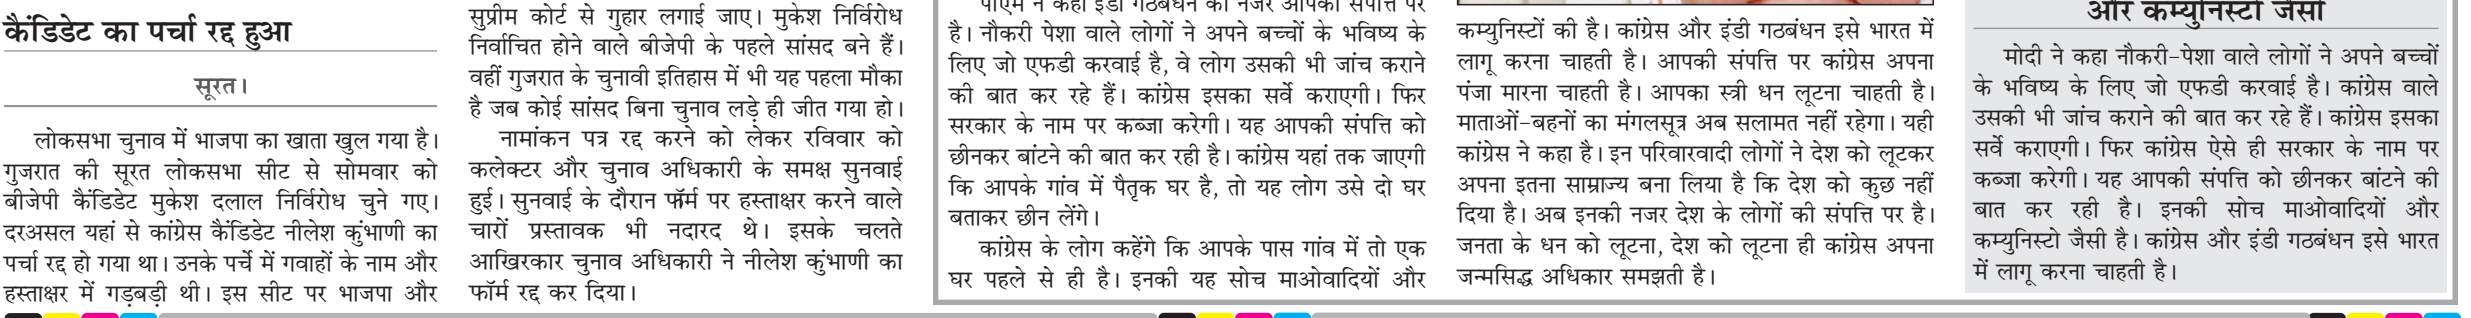 कैंडिडेट का पर्चा रद्द हुआ
सूरत।
लोकसभा चुनाव में भाजपा का खाता खुल गया है।
गुजरात की सूरत लोकसभा सीट से सोमवार को
बीजेपी कैंडिडेट मुकेश दलाल निर्विरोध चुने गए।
दरअसल यहां से कांग्रेस कैंडिडेट नीलेश कुंभाणी का
पर्चा रद्द हो गया था। उनके पर्चे में गवाहों के नाम और
हस्ताक्षर में गड़बड़ी थी। इस सीट पर भाजपा और
सुप्रीम कोर्ट से गुहार लगाई जाए। मुकेश निर्विरोध
निर्वाचित होने वाले बीजेपी के पहले सांसद बने हैं।
वहीं गुजरात के चुनावी इतिहास में भी यह पहला मौका
है जब कोई सांसद बिना चुनाव लड़े ही जीत गया हो।
नामांकन पत्र रद्द करने को लेकर रविवार को
कलेक्टर और चुनाव अधिकारी के समक्ष सुनवाई
हुई। सुनवाई के दौरान फॉर्म पर हस्ताक्षर करने वाले
चारों प्रस्तावक भी नदारद थे। इसके चलते
आखिरकार चुनाव अधिकारी ने नीलेश कुंभाणी का
फॉर्म रद्द कर दिया।
पीएम ने कहा इंडी गठबंधन की नजर आपकी संपत्ति पर
है। नौकरी पेशा वाले लोगों ने अपने बच्चों के भविष्य के
लिए जो एफडी करवाई है, वे लोग उसकी भी जांच कराने
की बात कर रहे हैं। कांग्रेस इसका सर्वे कराएगी। फिर
सरकार के नाम पर कब्जा करेगी। यह आपकी संपत्ति को
छीनकर बांटने की बात कर रही है। कांग्रेस यहां तक जाएगी
कि आपके गांव में पैतृक घर है, तो यह लोग उसे दो घर
बताकर छीन लेंगे।
कांग्रेस के लोग कहेंगे कि आपके पास गांव में तो एक
घर पहले से ही है। इनकी यह सोच माओवादियों और
कम्युनिस्टों की है। कांग्रेस और इंडी गठबंधन इसे भारत में
लागू करना चाहती है। आपकी संपत्ति पर कांग्रेस अपना
पंजा मारना चाहती है। आपका स्त्री धन लूटना चाहती है।
माताओं-बहनों का मंगलसूत्र अब सलामत नहीं रहेगा। यही
कांग्रेस ने कहा है। इन परिवारवादी लोगों ने देश को लूटकर
अपना इतना साम्राज्य बना लिया है कि देश को कुछ नहीं
दिया है। अब इनकी नजर देश के लोगों की संपत्ति पर है।
जनता के धन को लूटना, देश को लूटना ही कांग्रेस अपना
जन्मसिद्ध अधिकार समझती है।
और कम्युनिस्टों जैसी
मोदी ने कहा नौकरी-पेशा वाले लोगों ने अपने बच्चों
के भविष्य के लिए जो एफडी करवाई है। कांग्रेस वाले
उसकी भी जांच कराने की बात कर रहे हैं। कांग्रेस इसका
सर्वे कराएगी। फिर कांग्रेस ऐसे ही सरकार के नाम पर
कब्जा करेगी। यह आपकी संपत्ति को छीनकर बांटने की
बात कर रही है। इनकी सोच माओवादियों और
कम्युनिस्टो जैसी है। कांग्रेस और इंडी गठबंधन इसे भारत
में लागू करना चाहती है।